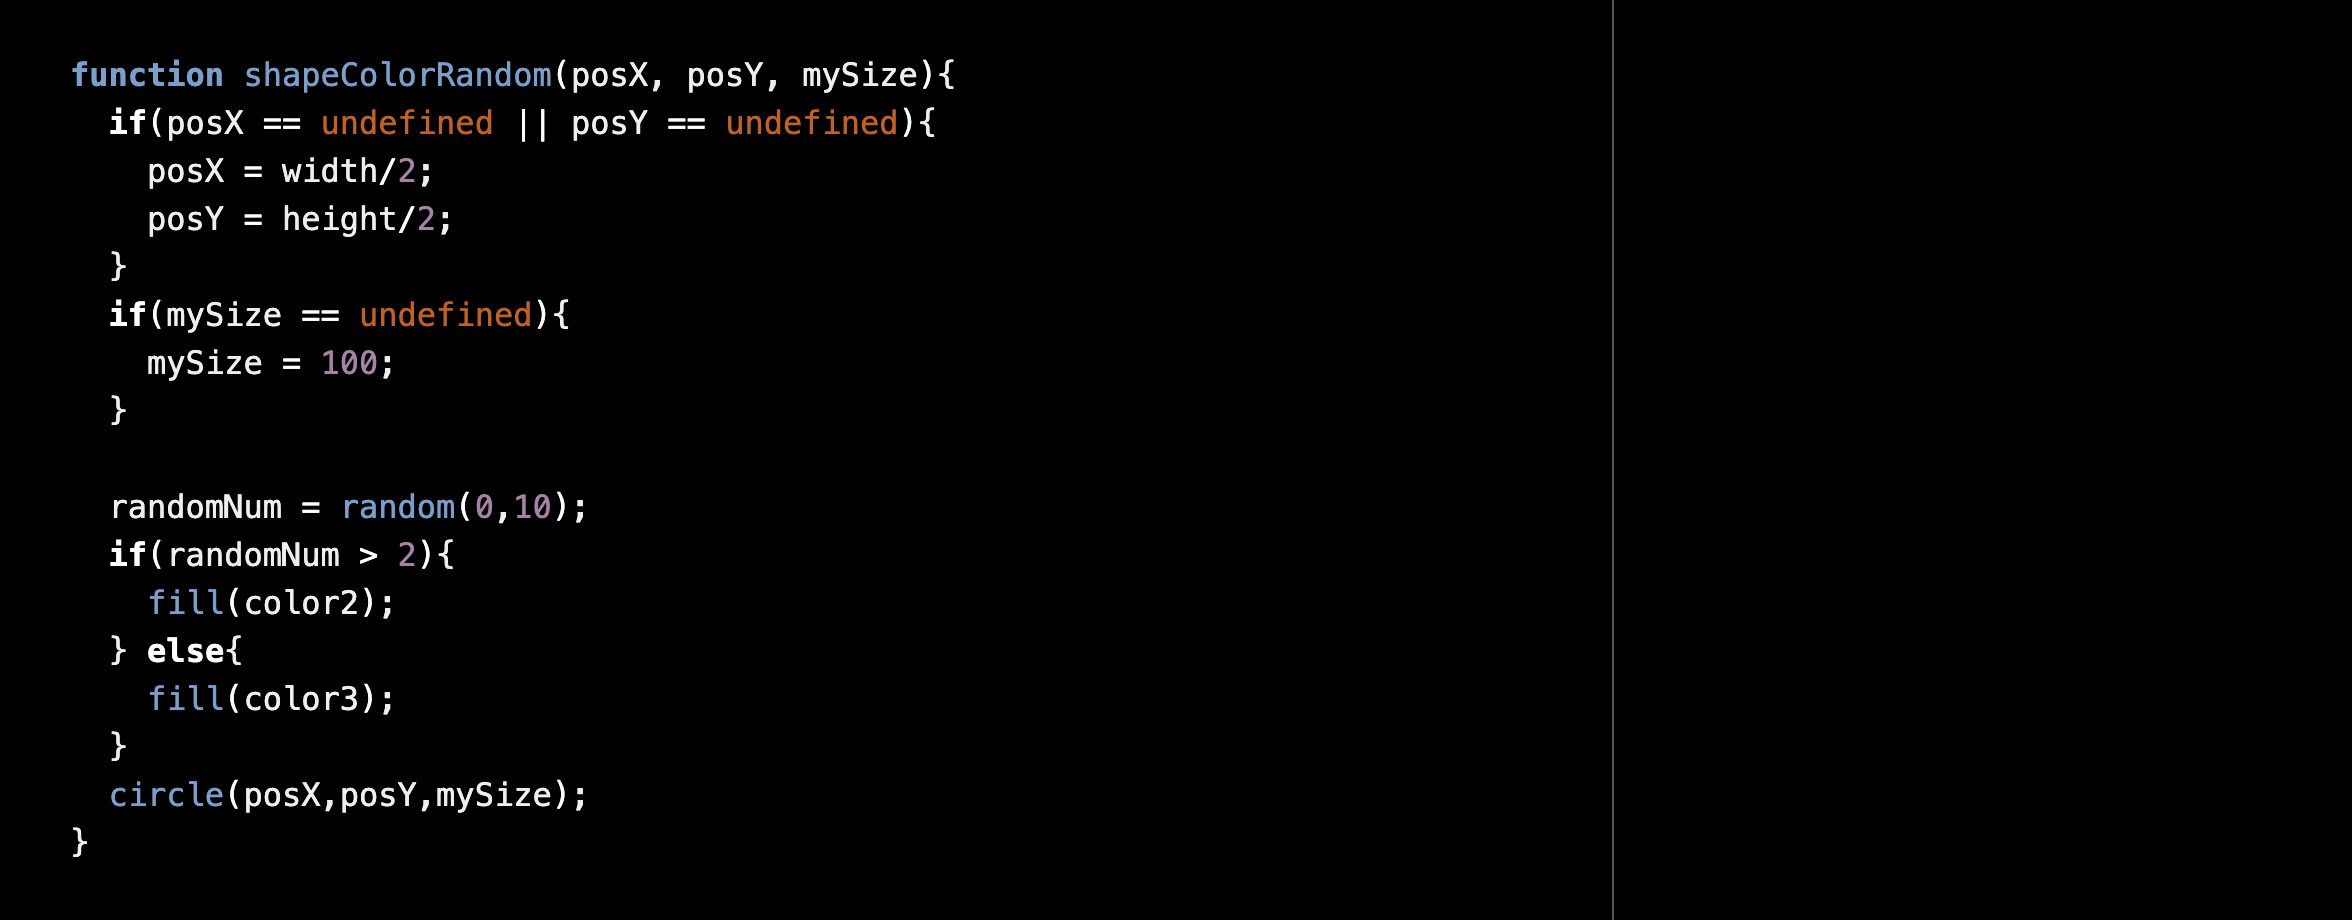 function shapeColorRandom(posX, posY, mySize){
  if(posX == undefined || posY == undefined){
    posX = width/2;
    posY = height/2;
  }
  if(mySize == undefined){
    mySize = 100;
  }

  randomNum = random(0,10);
  if(randomNum > 2){
    fill(color2);
  } else{
    fill(color3);
  }
  circle(posX,posY,mySize);
}